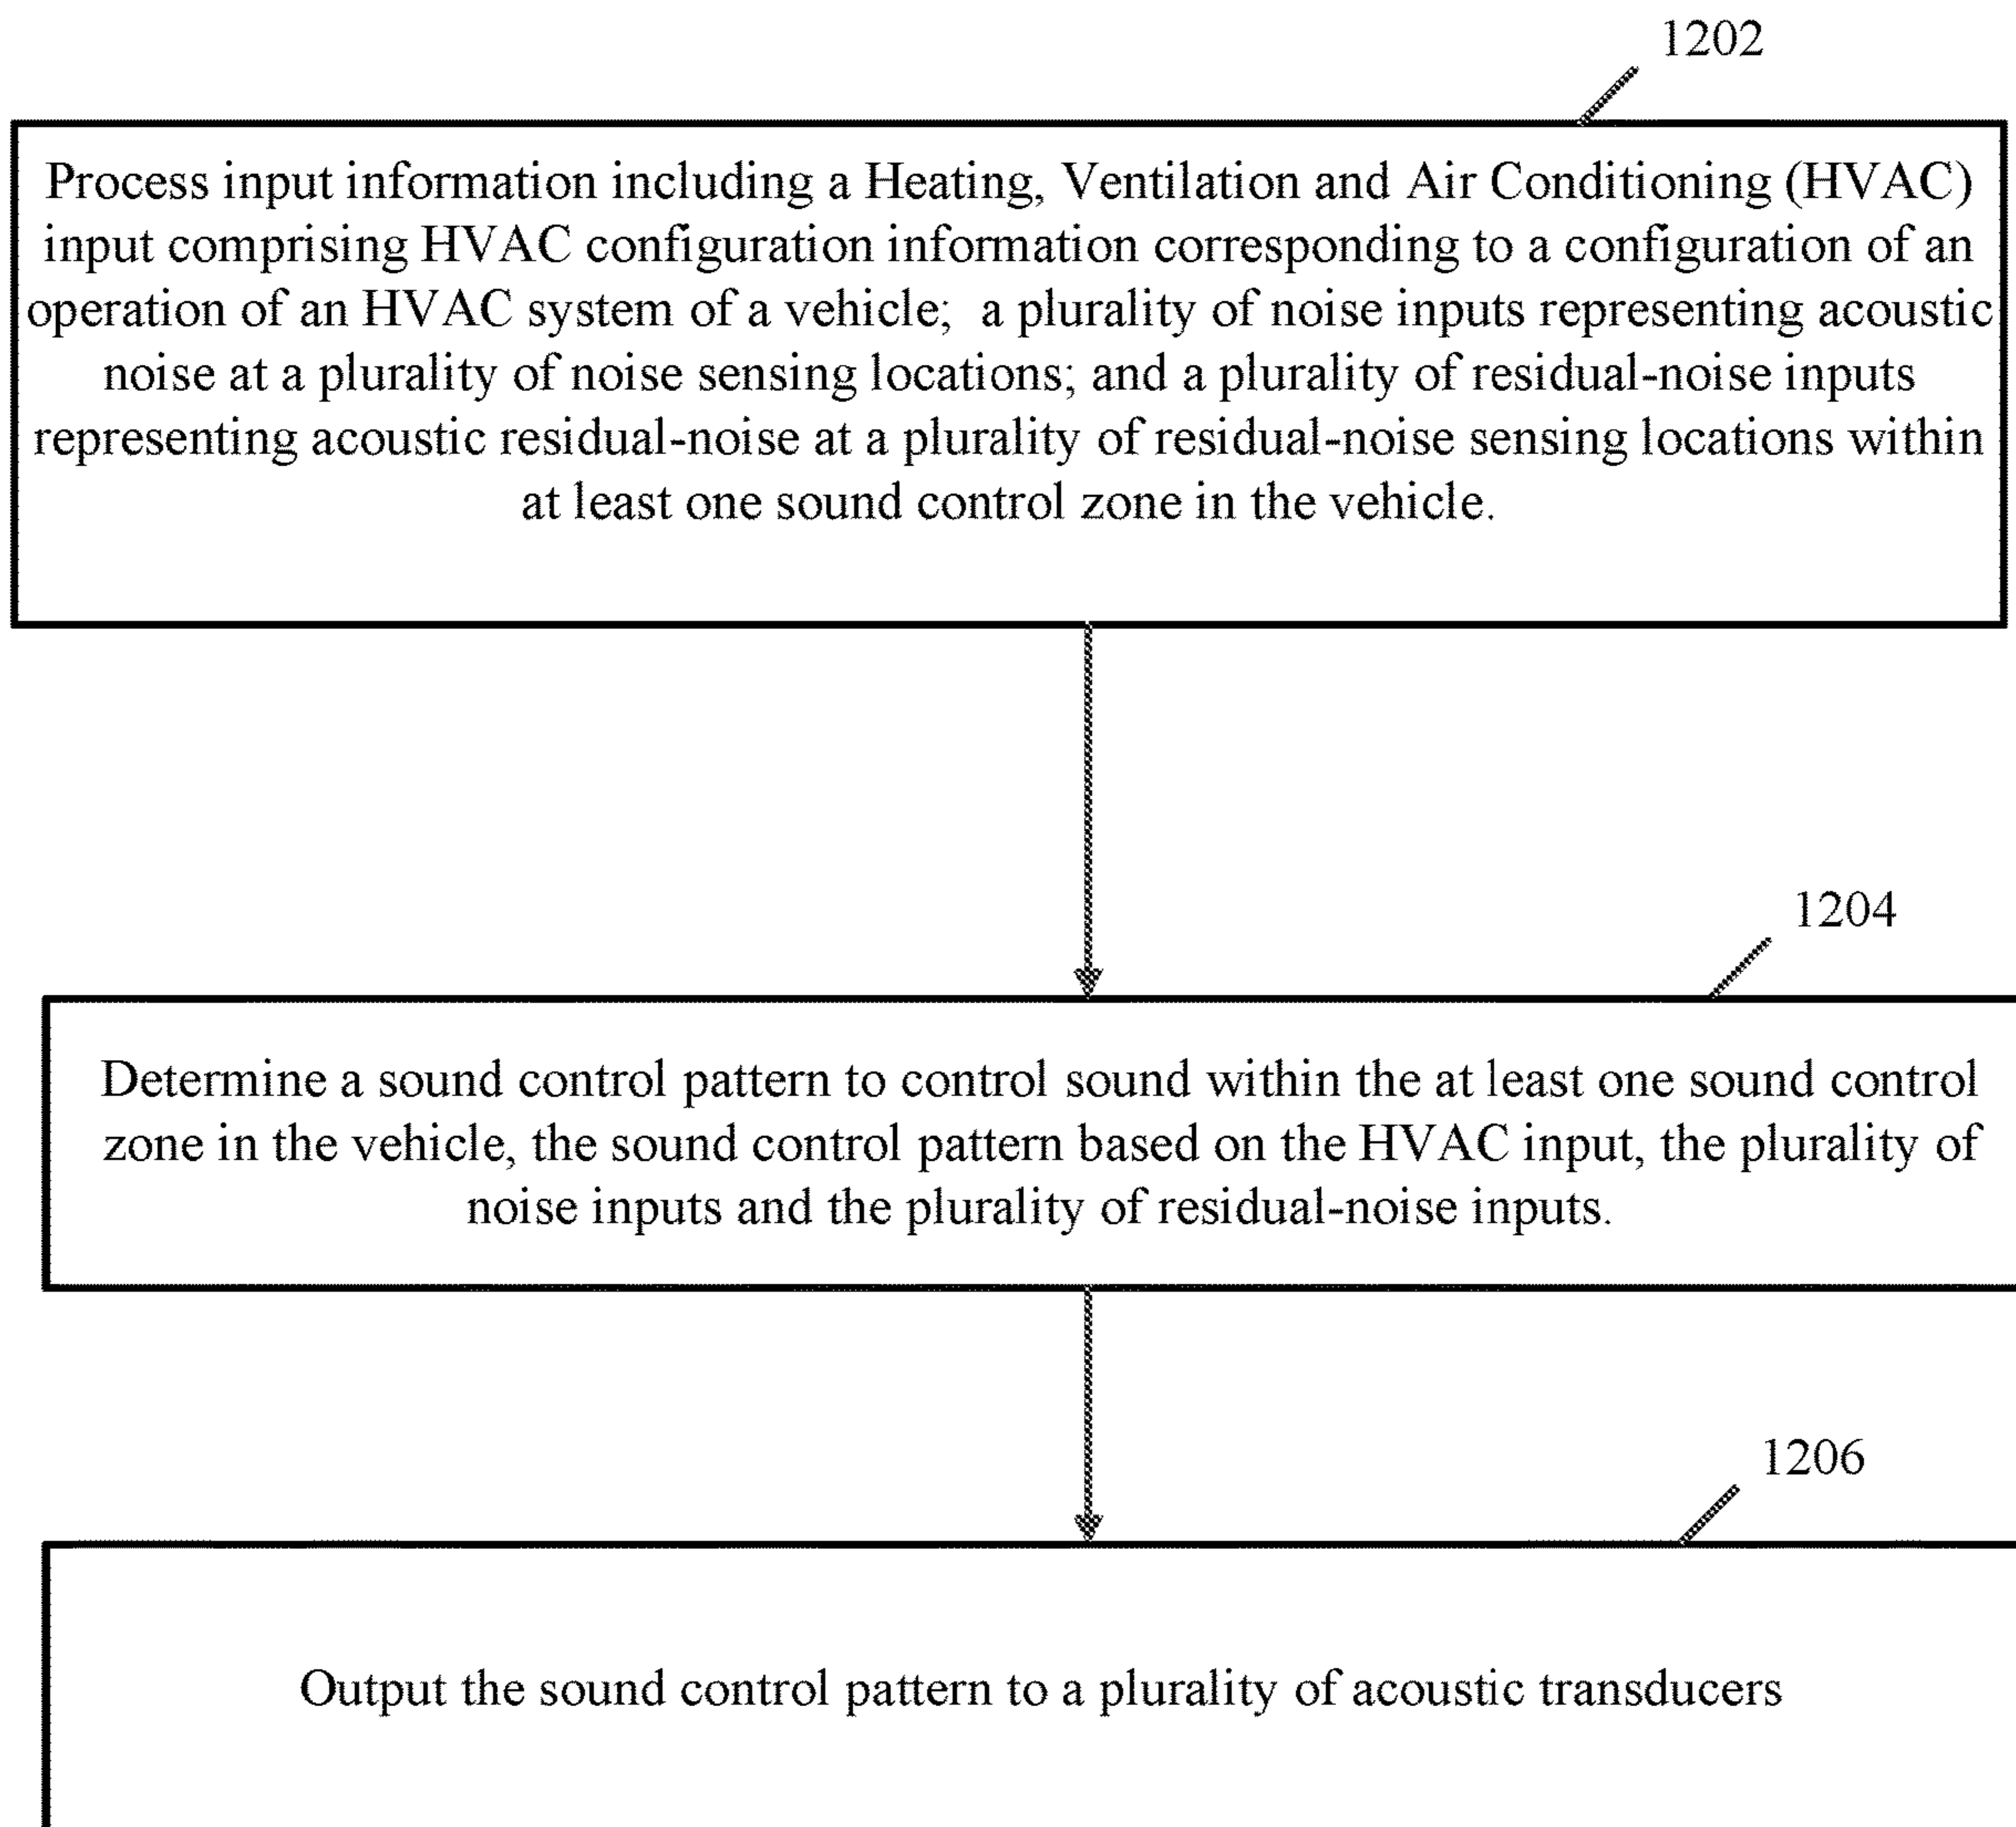 1202
Process input information including a Heating, Ventilation and Air Conditioning (HVAC)
input comprising HVAC configuration information corresponding to a configuration of an
operation of an HVAC system of a vehicle;  a plurality of noise inputs representing acoustic
noise at a plurality of noise sensing locations; and a plurality of residual-noise inputs
representing acoustic residual-noise at a plurality of residual-noise sensing locations within
at least one sound control zone in the vehicle.
1204
Determine a sound control pattern to control sound within the at least one sound control
zone in the vehicle, the sound control pattern based on the HVAC input, the plurality of
noise inputs and the plurality of residual-noise inputs.
1206
Output the sound control pattern to a plurality of acoustic transducers